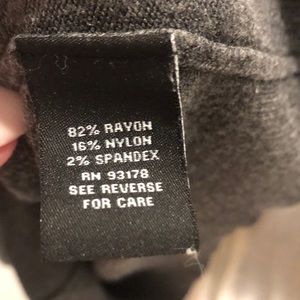 82% RAYON
16% NYLON
2% SPANDEX
RN 93178
SEE REVERSE
FOR CARE